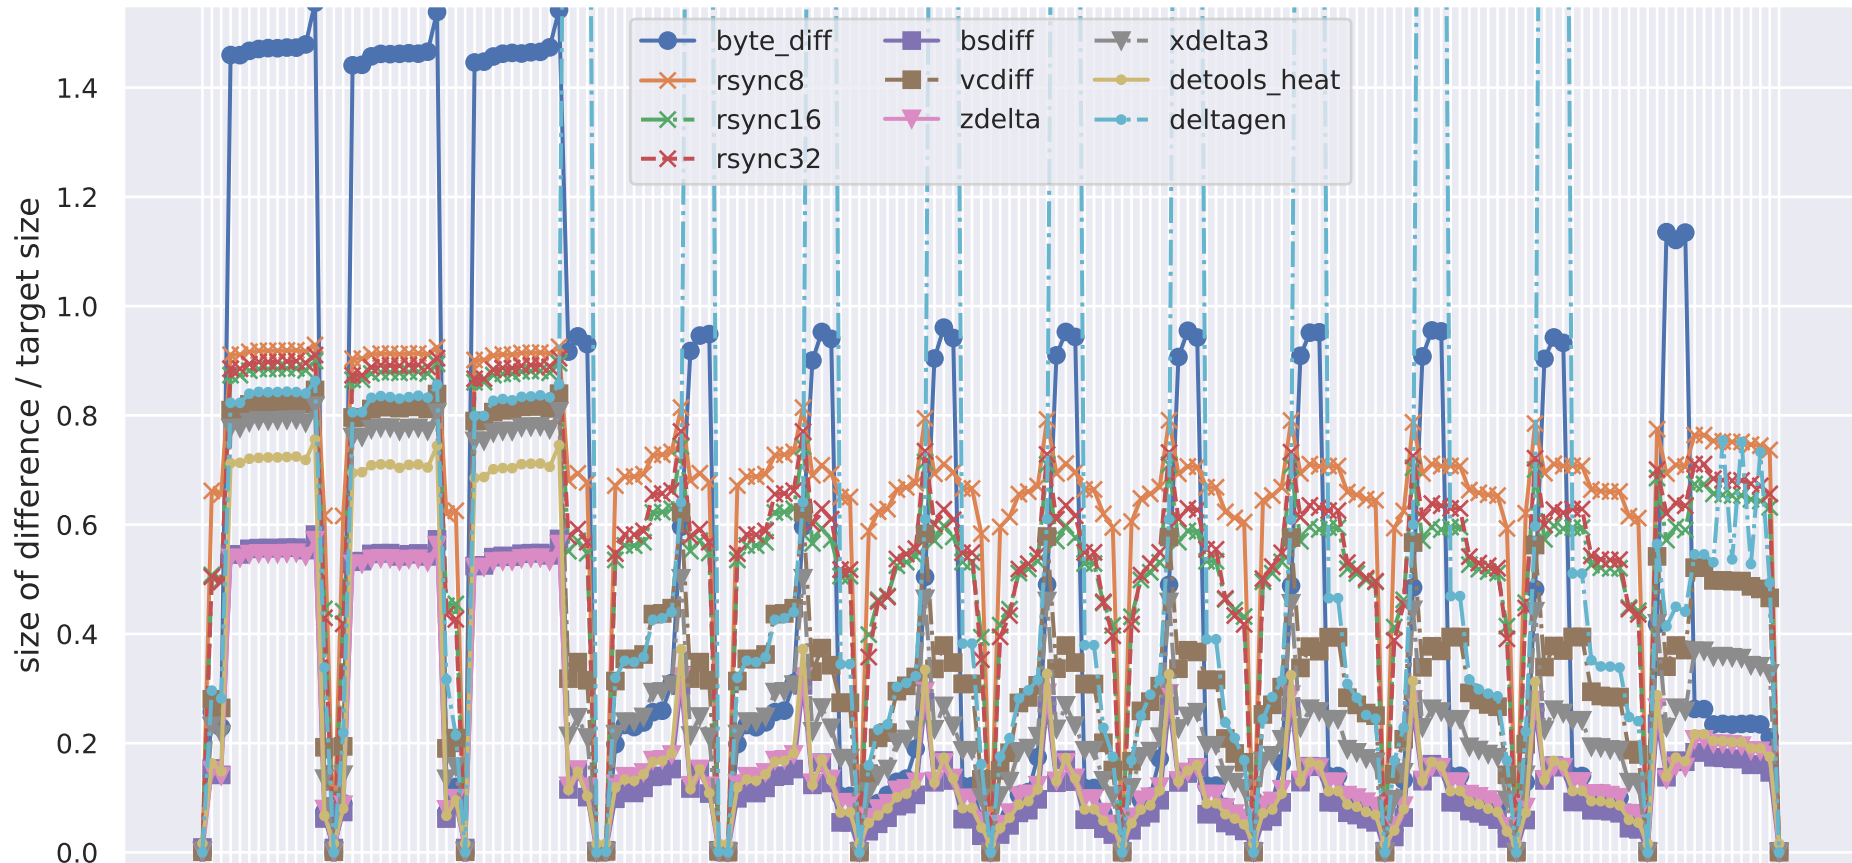 size of difference / target size
1.4
1.2
1.0
0.8
0.6
0.4
0.2
0.0
byte_diff
rsync8
rsync16
rsync32
bsdiff
vcdiff
zdelta
xdelta3
detools_heat
deltagen